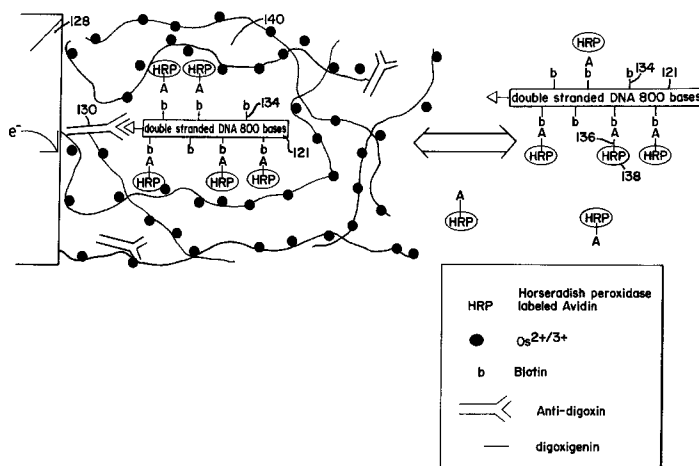 128
140
HRP
A
b
134
121
double stranded DNA 800 bases
b
b
b
b
A
A
A
136
HRP
HRP
HRP
138
HRP
HRP
A
A
b
b
b
134
130
double stranded DNA 800 bases
121
e-
b
b
b
b
A
A
A
HRP
HRP
HRP
A
HRP
HRP
A
HRP
Horseradish peroxidase
labeled Avidin
Os2+/3+
b
Biotin
Anti-digoxin
digoxigenin